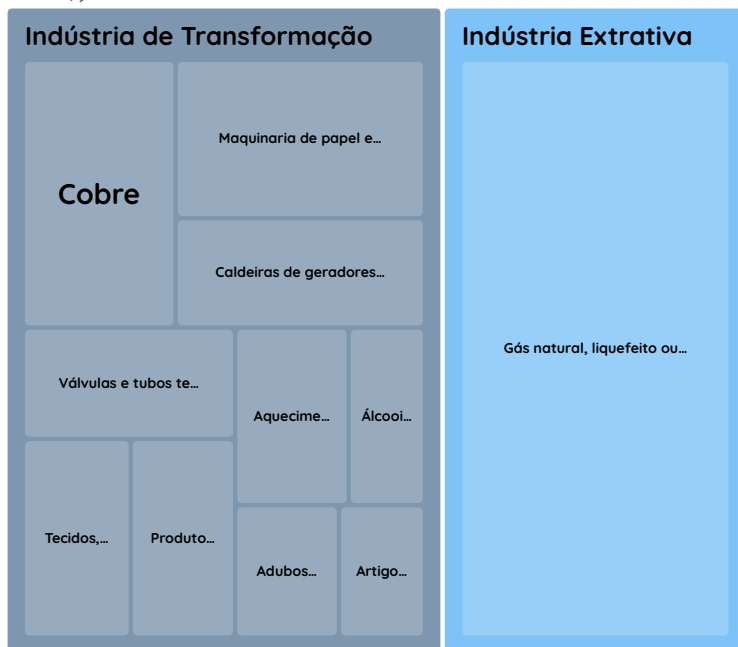 Indústria de Transformação
Cobre
Maquinaria de papel e...
Caldeiras de geradores...
Válvulas e tubos te...
Aquecime...
Álcooi...
Tecidos,...
Produto...
Adubos...
Artigo...
Indústria Extrativa
Gás natural, liquefeito ou...